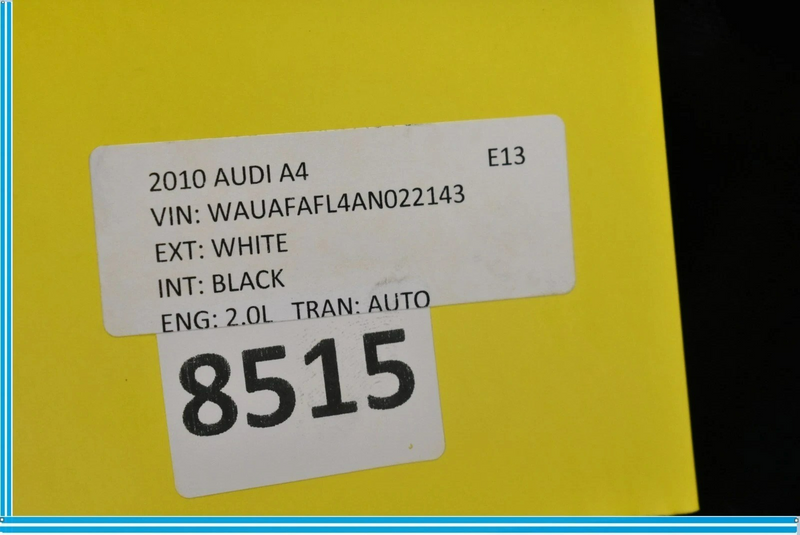 2010 AUDI A4 E13
VIN: WAUAFAFL4AN022143
EXT: WHITE
INT: BLACK
ENG: 2.0L TRAN: AUTO
8515